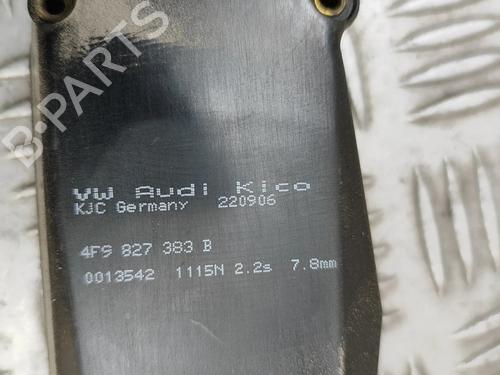 B-PARTS
VW Audi Kico
KJC Germany 220906
4F9 827 383 B
0013542 1115N 2.2s 7.8mm